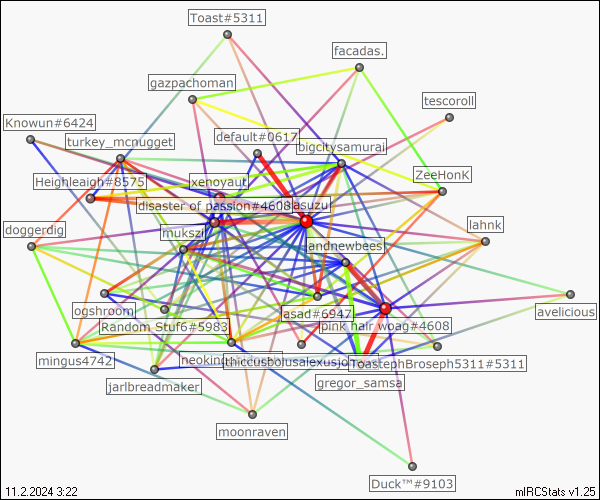 Toast#5311
facadas.
gazpachoman
tescoroll
Knowun#6424
default#0617
turkey_mcnugget
bigcitysamurai
Heighleaigh#8575
xenoyaut
ZeeHonK
disaster of passion#4608
asuzu
doggerdig
mukszi
lahnk
andnewbees
ogshroom
asad#6947
avelicious
Random Stuf6#5983
pink hair woag#4608
mingus4742
neokin
ToastephBroseph5311#5311
jarlbreadmaker
gregor_samsa
moonraven
Duck™#9103
11.2.2024 3:22
mIRCStats v1.25